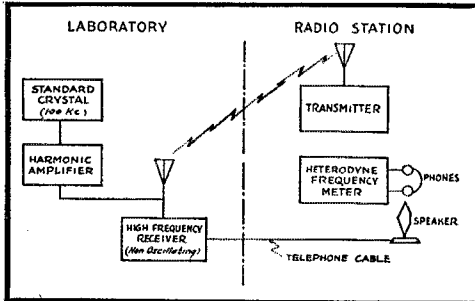 LABORATORY
RADIO STATION
STANDARD
CRYSTAL
(100 Kc)
HARMONIC
AMPLIFIER
HIGH FREQUENCY
RECEIVER
(Non Oscillating)
TRANSMITTER
HETERODYNE
FREQUENCY
METER
PHONES
SPEAKER
TELEPHONE CABLE